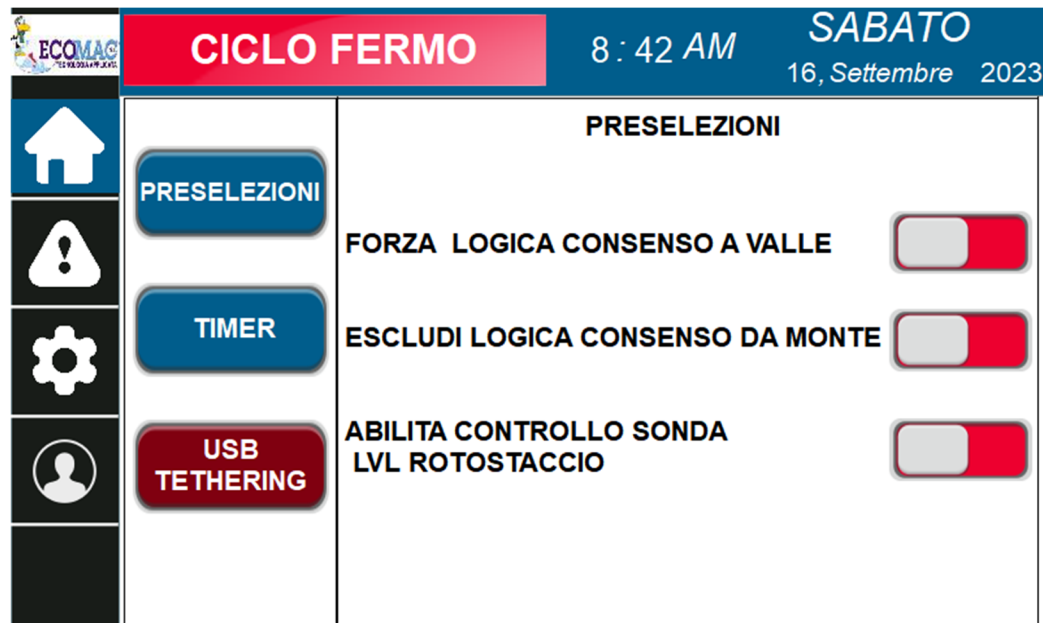 ECOMAC
CICLO FERMO
8 : 42 AM
SABATO
16, Settembre 2023
PRESELEZIONI
TIMER
USB
TETHERING
PRESELEZIONI
FORZA LOGICA CONSENSO A VALLE
ESCLUDI LOGICA CONSENSO DA MONTE
ABILITA CONTROLLO SONDA
LVL ROTOSTACCIO